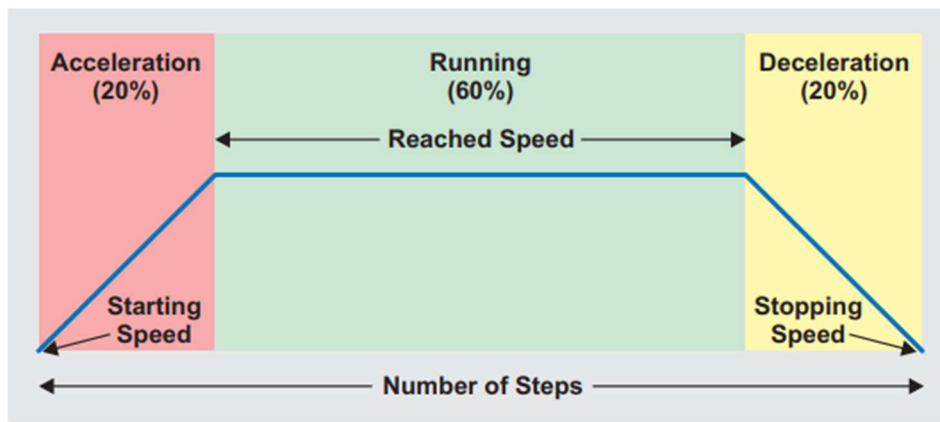 Acceleration
(20%)
Running
(60%)
Deceleration
(20%)
Reached Speed
Starting
Speed
Stopping
Speed
Number of Steps